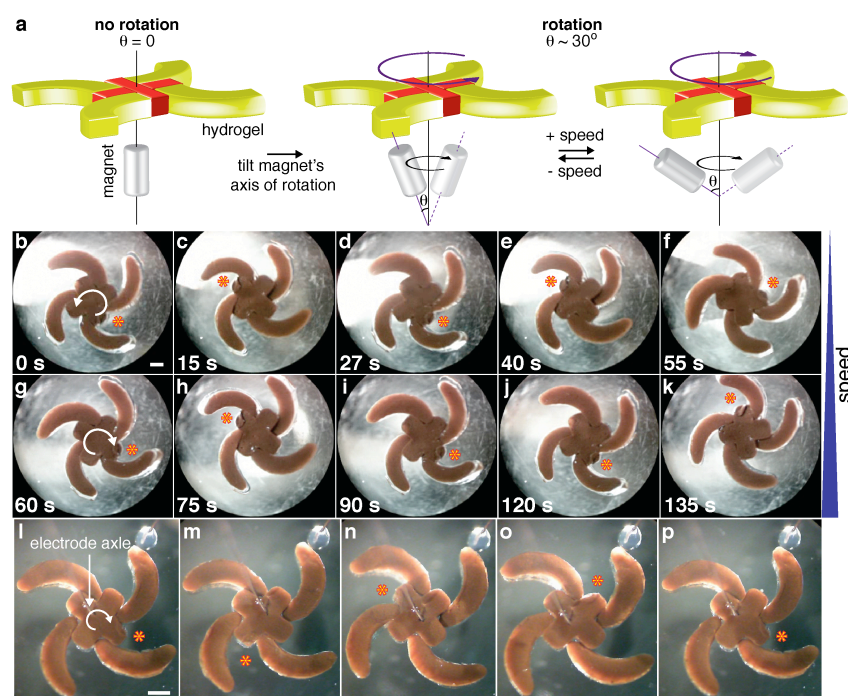 a
no rotation
θ = 0
rotation
θ ~ 30°
hydrogel
magnet
tilt magnet's
axis of rotation
θ
+ speed
- speed
θ
b
c
d
e
f
0 s
15 s
27 s
40 s
55 s
speed
g
h
i
j
k
60 s
75 s
90 s
120 s
135 s
l
m
n
o
p
electrode axle